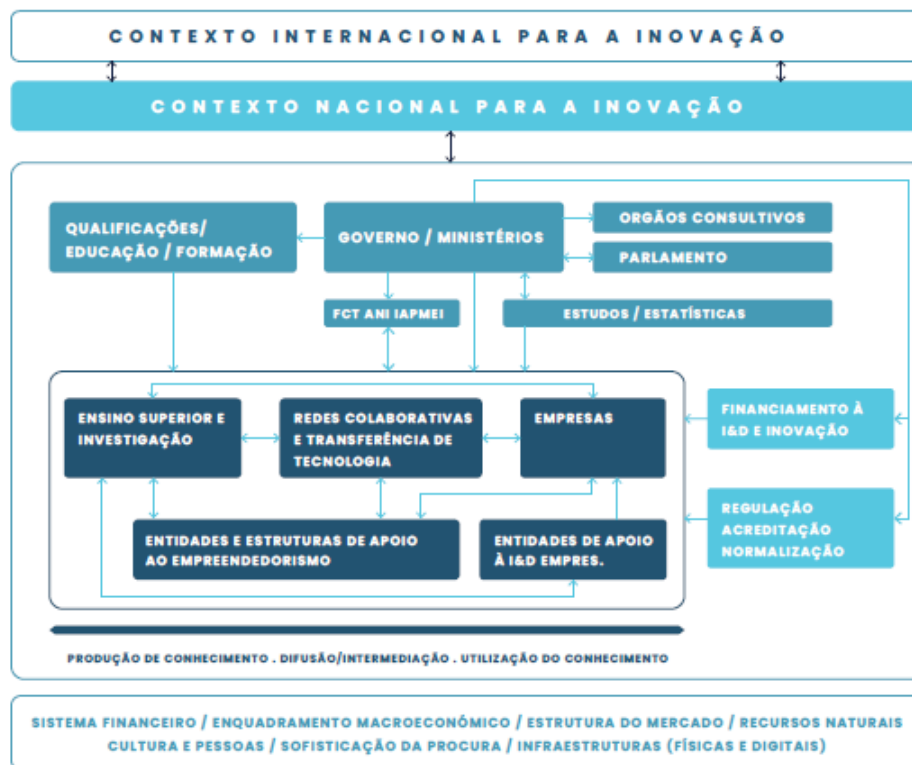 CONTEXTO INTERNACIONAL PARA A INOVAÇÃO
CONTEXTO NACIONAL PARA A INOVAÇÃO
QUALIFICAÇÕES/
EDUCAÇÃO / FORMAÇÃO
GOVERNO / MINISTÉRIOS
ORGÃOS CONSULTIVOS
PARLAMENTO
FCT ANI IAPMEI
ESTUDOS / ESTATÍSTICAS
ENSINO SUPERIOR E
INVESTIGAÇÃO
REDES COLABORATIVAS
E TRANSFERÊNCIA DE
TECNOLOGIA
EMPRESAS
FINANCIAMENTO À
I&D E INOVAÇÃO
ENTIDADES E ESTRUTURAS DE APOIO
AO EMPREENDEDORISMO
ENTIDADES DE APOIO
À I&D EMPRES.
REGULAÇÃO
ACREDITAÇÃO
NORMALIZAÇÃO
PRODUÇÃO DE CONHECIMENTO . DIFUSÃO/INTERMEDIAÇÃO . UTILIZAÇÃO DO CONHECIMENTO
SISTEMA FINANCEIRO / ENQUADRAMENTO MACROECONÓMICO / ESTRUTURA DO MERCADO / RECURSOS NATURAIS
CULTURA E PESSOAS / SOFISTICAÇÃO DA PROCURA / INFRAESTRUTURAS (FÍSICAS E DIGITAIS)